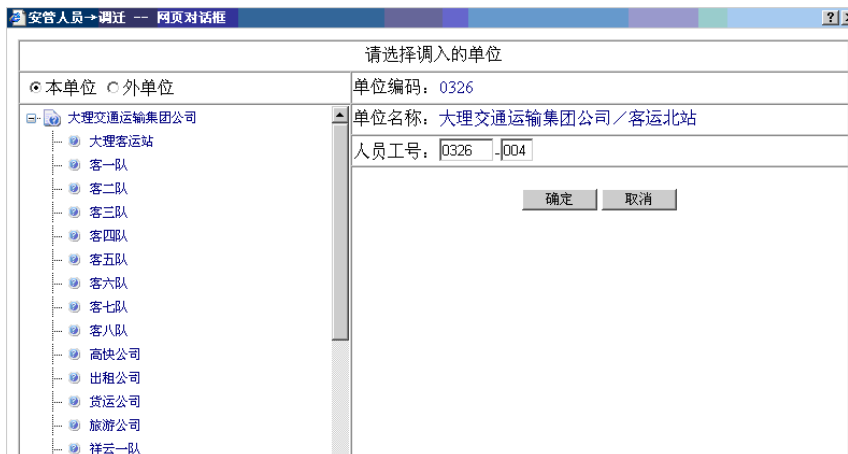 安管人员→调迁 -- 网页对话框
请选择调入的单位
本单位 外单位
大理交通运输集团公司
大理客运站
客一队
客二队
客三队
客四队
客五队
客六队
客七队
客八队
高快公司
出租公司
货运公司
旅游公司
祥云一队
单位编码：0326
单位名称：大理交通运输集团公司／客运北站
人员工号：0326 -004
确定 取消